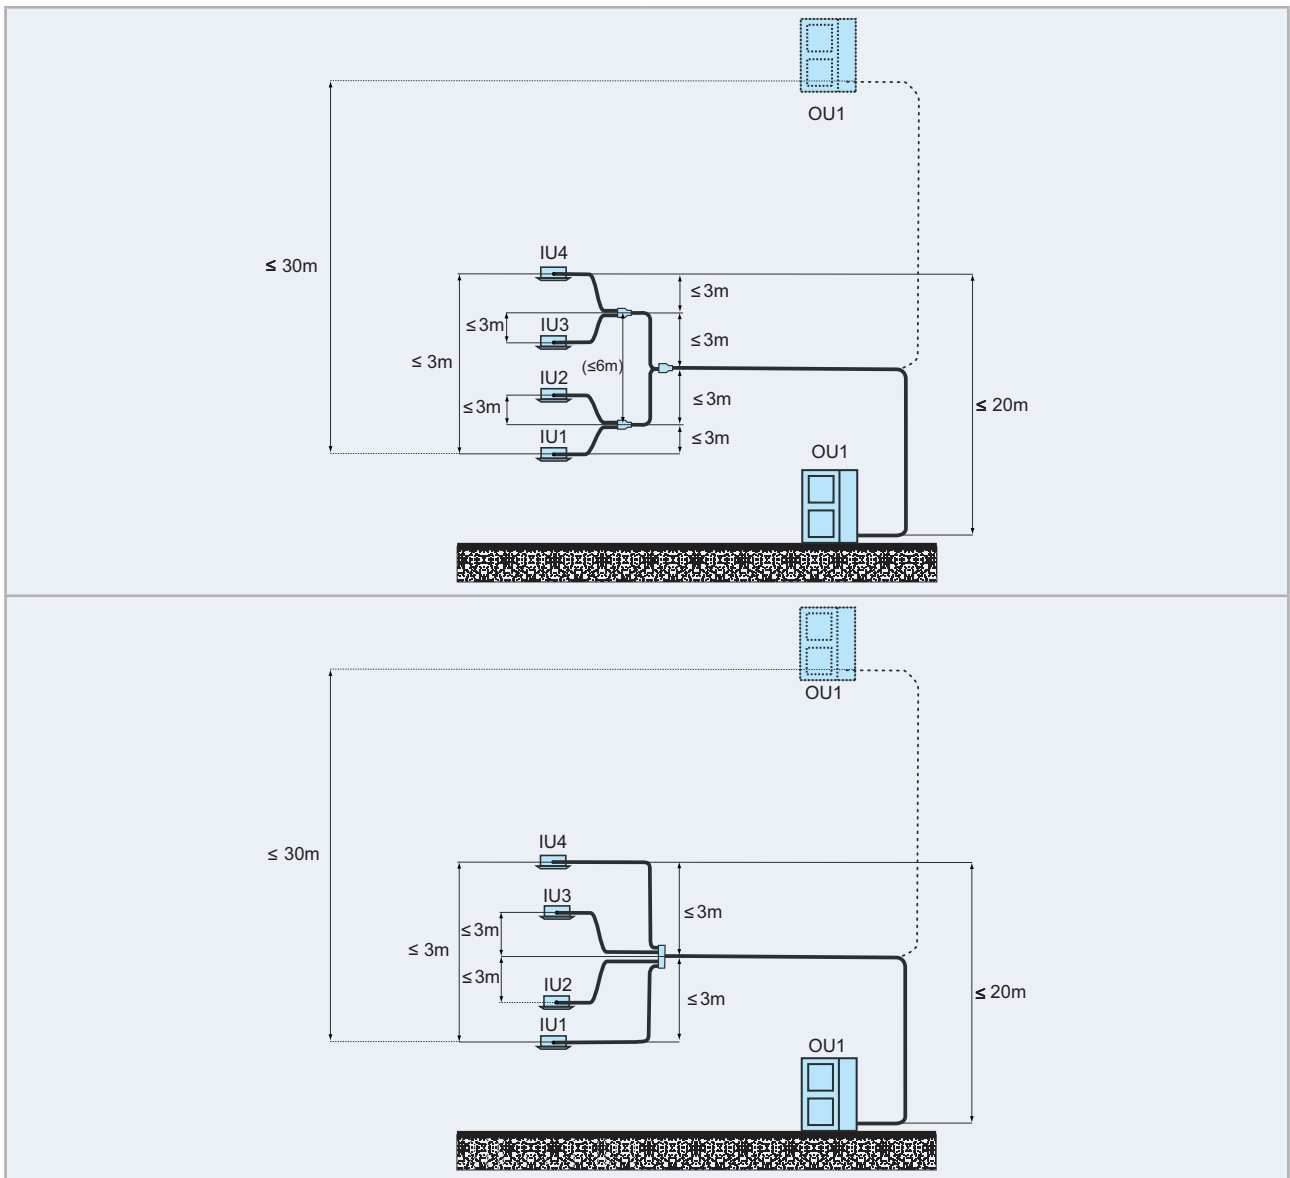 OU1
≤ 30m
IU4
≤ 3m
≤ 3m
IU3
≤ 3m
≤ 3m
(≤6m)
IU2
≤ 3m
≤ 3m
≤ 20m
IU1
≤ 3m
OU1
OU1
≤ 30m
IU4
IU3
≤ 3m
≤ 3m
≤ 3m
≤ 3m
IU2
≤ 3m
≤ 20m
IU1
OU1